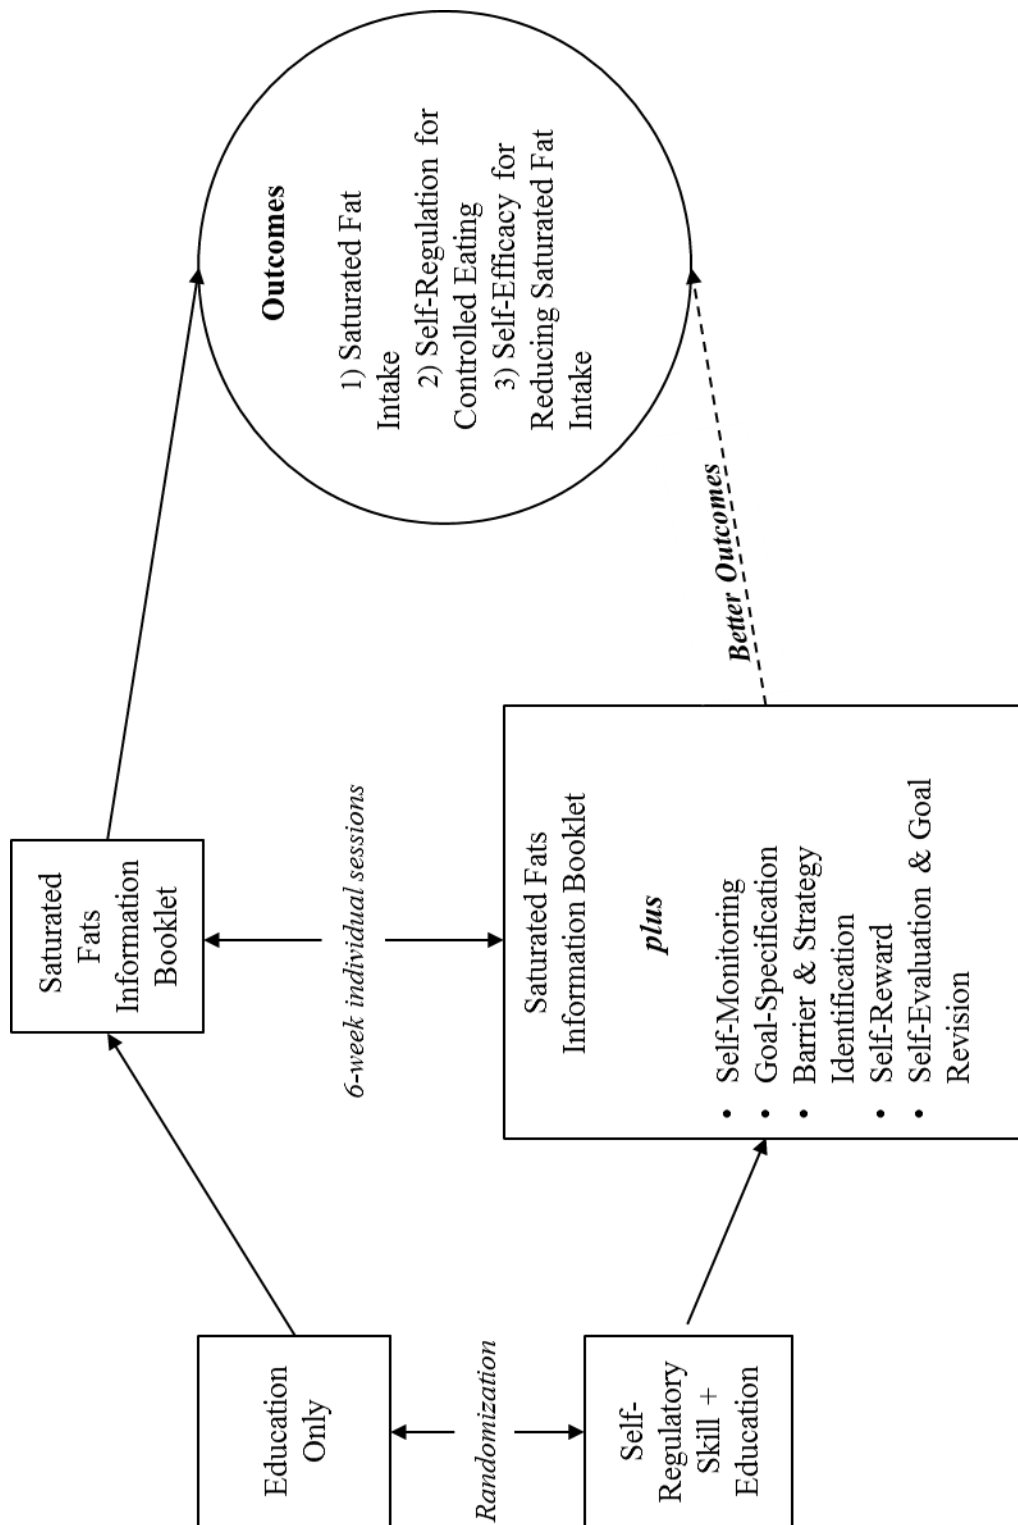 Education
Only
Randomization
Self-
Regulatory
Skill +
Education
Saturated
Fats
Information
Booklet
6-week individual sessions
Saturated Fats
Information Booklet
plus
• Self-Monitoring
• Goal-Specification
• Barrier & Strategy
Identification
• Self-Reward
• Self-Evaluation & Goal
Revision
Better Outcomes
Outcomes
1) Saturated Fat
Intake
2) Self-Regulation for
Controlled Eating
3) Self-Efficacy for
Reducing Saturated Fat
Intake